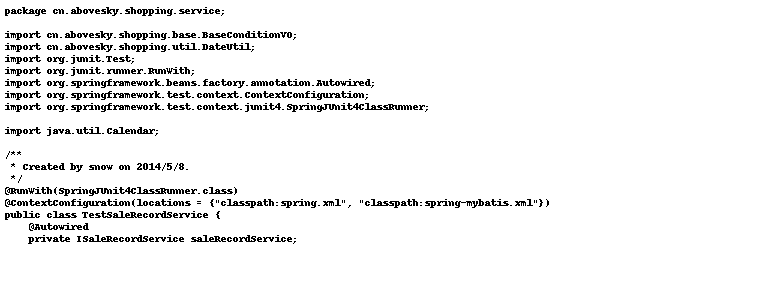 package cn.abovesky.shopping.service;

import cn.abovesky.shopping.base.BaseConditionVO;
import cn.abovesky.shopping.util.DateUtil;
import org.junit.Test;
import org.junit.runner.RunWith;
import org.springframework.beans.factory.annotation.Autowired;
import org.springframework.test.context.ContextConfiguration;
import org.springframework.test.context.junit4.SpringJUnit4ClassRunner;

import java.util.Calendar;

/**
 * Created by snow on 2014/5/8.
 */
@RunWith(SpringJUnit4ClassRunner.class)
@ContextConfiguration(locations = {"classpath:spring.xml", "classpath:spring-mybatis.xml"})
public class TestSaleRecordService {
    @Autowired
    private ISaleRecordService saleRecordService;